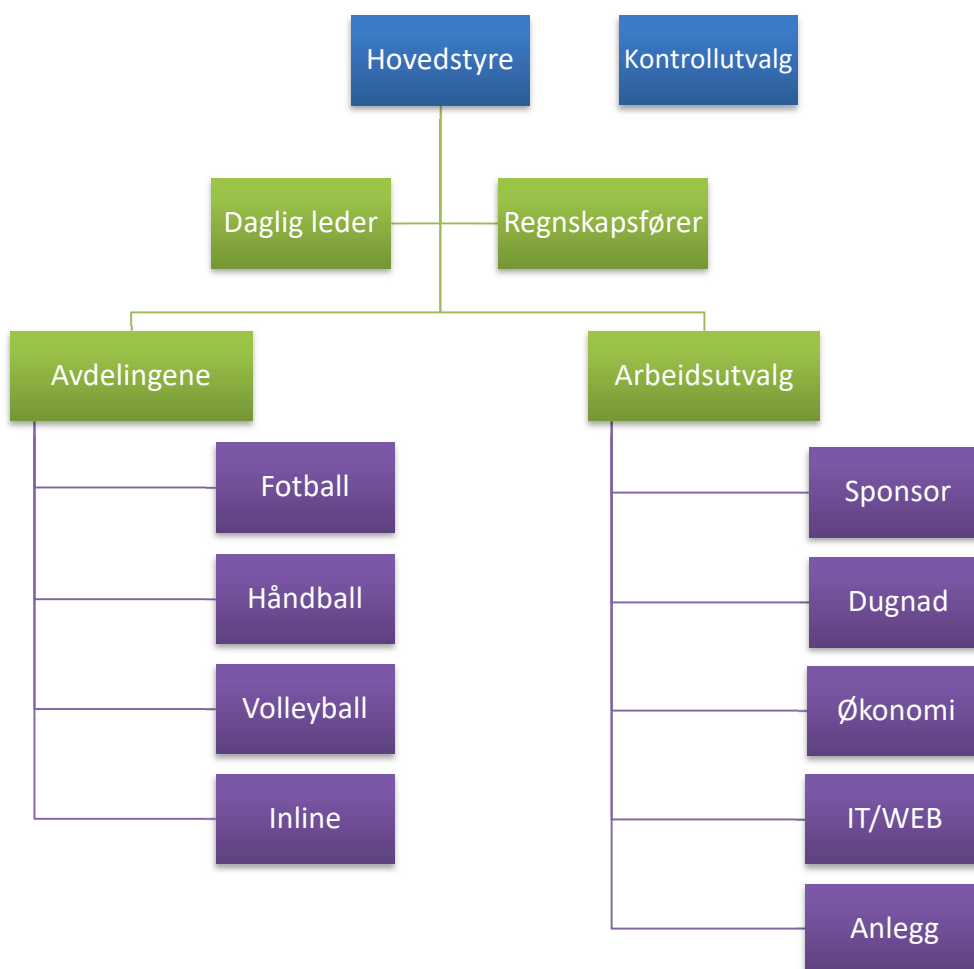 Hovedstyre
Kontrollutvalg
Daglig leder
Regnskapsfører
Avdelingene
Arbeidsutvalg
Fotball
Håndball
Volleyball
Inline
Sponsor
Dugnad
Økonomi
IT/WEB
Anlegg